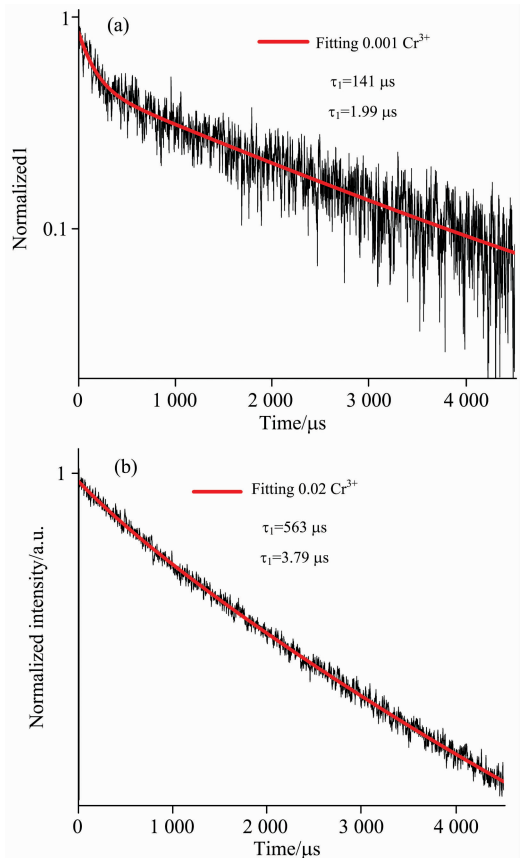 1
(a)
Fitting 0.001 Cr³⁺
τ₁=141 μs
τ₁=1.99 μs
Normalized1
0.1
0 1 000 2 000 3 000 4 000
Time/μs
(b)
1
Fitting 0.02 Cr³⁺
τ₁=563 μs
τ₁=3.79 μs
Normalized intensity/a.u.
0 1 000 2 000 3 000 4 000
Time/μs